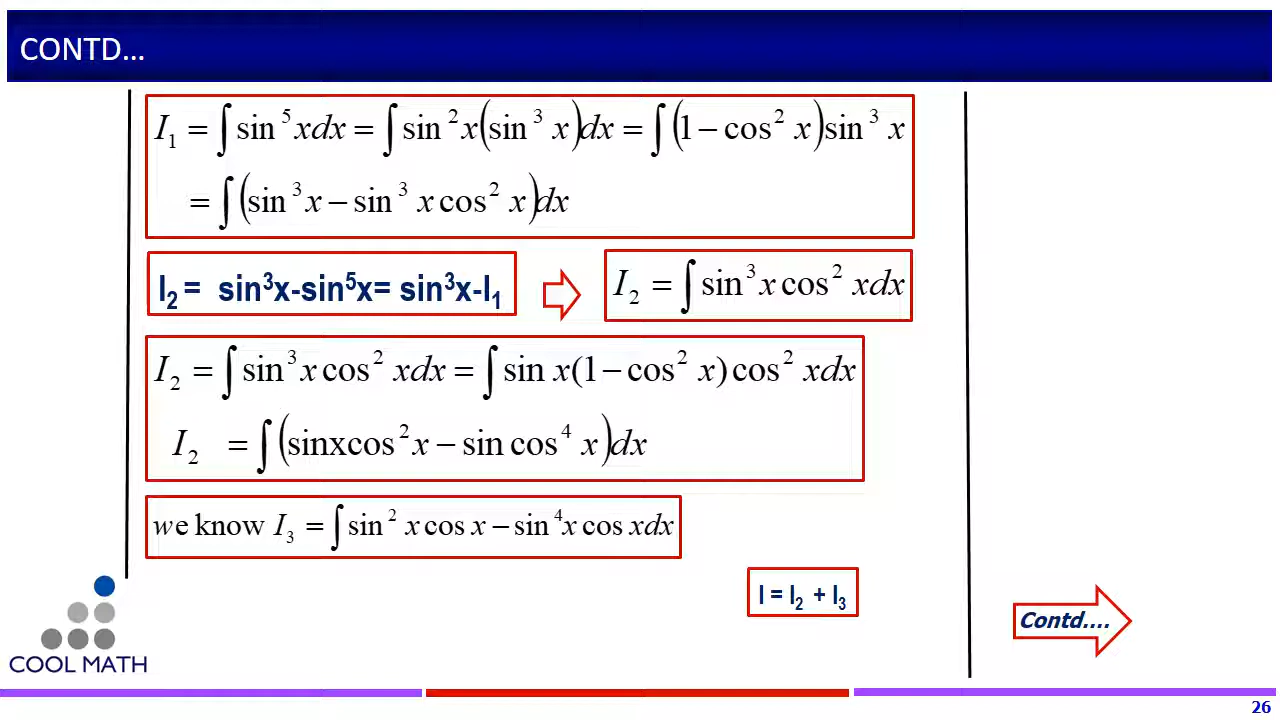 CONTD...
I₁ = ∫ sin⁵ xdx = ∫ sin² x(sin³ x)dx = ∫ (1 − cos² x)sin³ x
= ∫ (sin³ x − sin³ x cos² x)dx
I₂ = sin³x-sin⁵x= sin³x-I₁
I₂ = ∫ sin³ x cos² xdx
I₂ = ∫ sin³ x cos² xdx = ∫ sin x(1 − cos² x)cos² xdx
I₂ = ∫ (sinxcos² x − sin cos⁴ x)dx
we know I₃ = ∫ sin² x cos x − sin⁴x cos xdx
I = I₂ + I₃
Contd....
COOL MATH
26